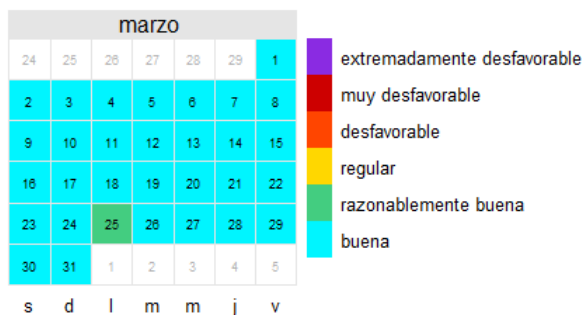 marzo
24 25 26 27 28 29 1
2 3 4 5 6 7 8
9 10 11 12 13 14 15
16 17 18 19 20 21 22
23 24 25 26 27 28 29
30 31 1 2 3 4 5
s d l m m j v
extremadamente desfavorable
muy desfavorable
desfavorable
regular
razonablemente buena
buena